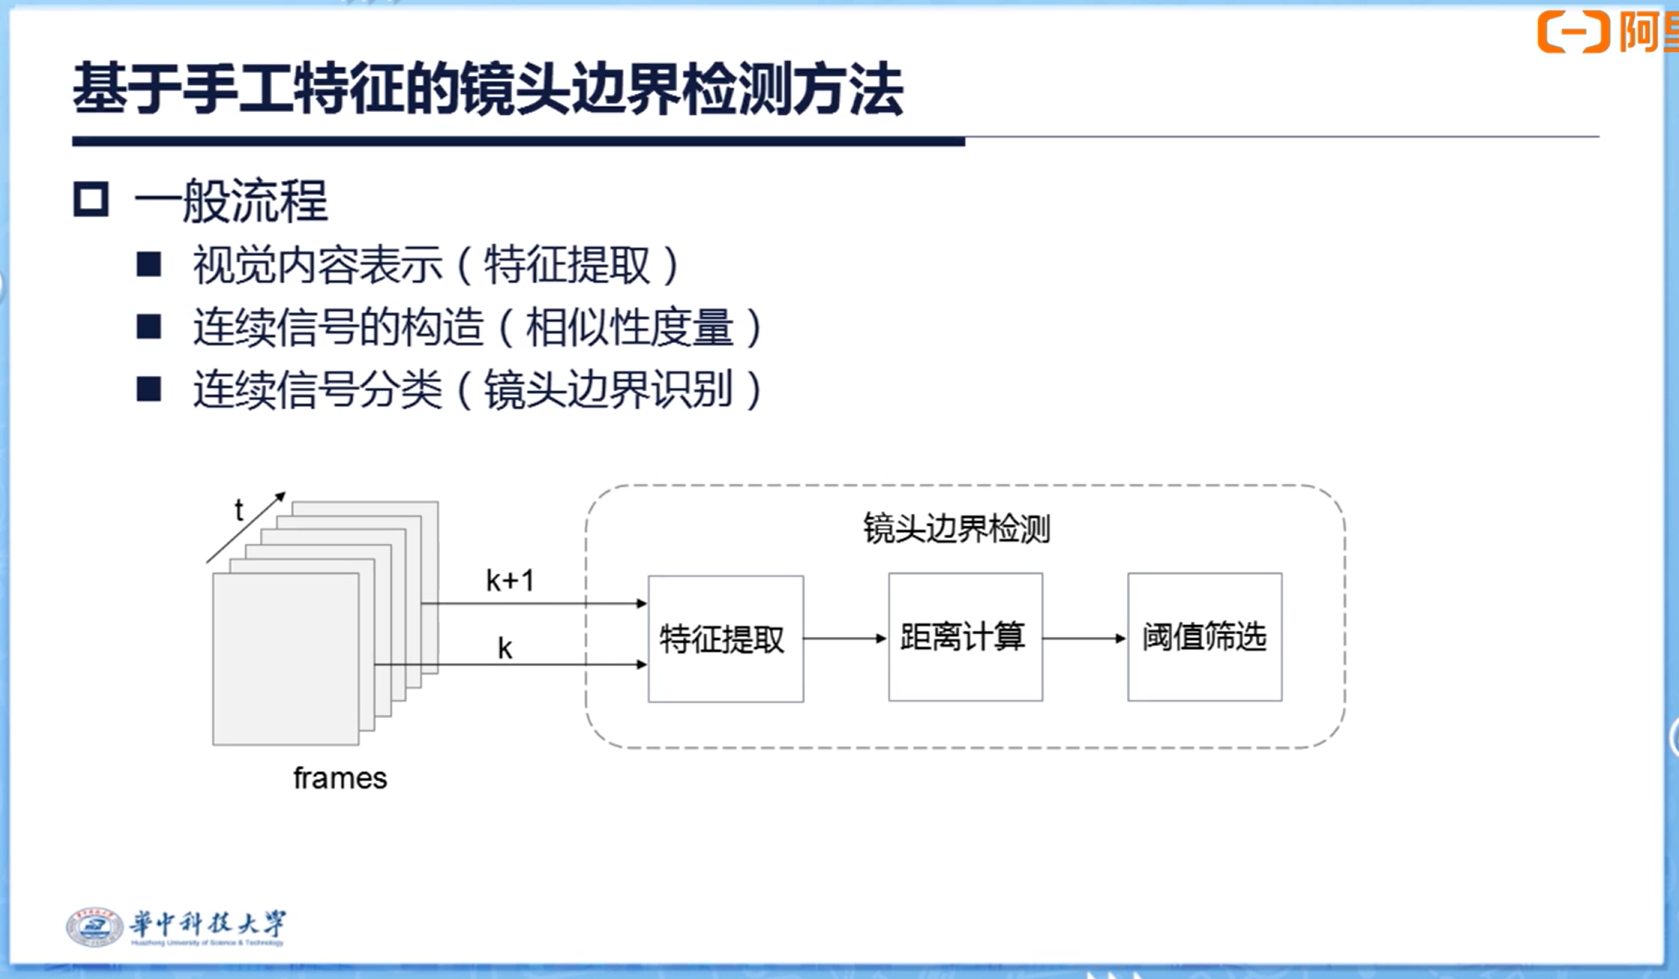 阿里
基于手工特征的镜头边界检测方法
一般流程
视觉内容表示（特征提取）
连续信号的构造（相似性度量）
连续信号分类（镜头边界识别）
t
镜头边界检测
k+1
k
特征提取
距离计算
阈值筛选
frames
華中科技大学
Huazhong University of Science & Technology